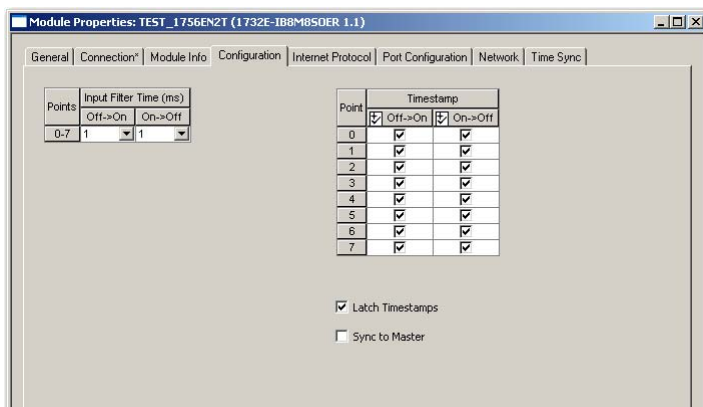 Module Properties: TEST_1756EN2T (1732E-IB8M8SOER 1.1)
General Connection* Module Info Configuration Internet Protocol Port Configuration Network Time Sync
Points Input Filter Time (ms)
Off->On On->Off
0-7 1 1
Point Timestamp
Off->On On->Off
0
1
2
3
4
5
6
7
Latch Timestamps
Sync to Master